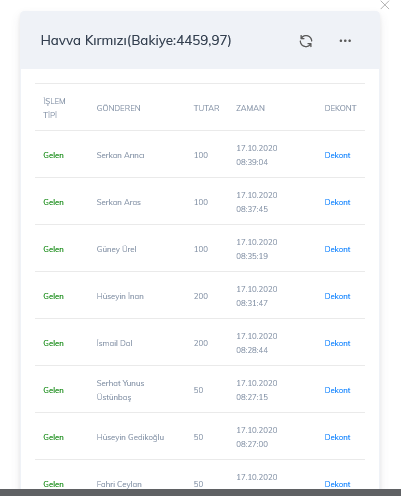 Havva Kırmızı(Bakiye:4459,97)
İŞLEM TİPİ GÖNDEREN TUTAR ZAMAN DEKONT
Gelen Serkan Arıncı 100 17.10.2020 08:39:04 Dekont
Gelen Serkan Aras 100 17.10.2020 08:37:45 Dekont
Gelen Güney Ürel 100 17.10.2020 08:35:19 Dekont
Gelen Hüseyin İnan 200 17.10.2020 08:31:47 Dekont
Gelen İsmail Dal 200 17.10.2020 08:28:44 Dekont
Gelen Serhat Yunus Üstünbaş 50 17.10.2020 08:27:15 Dekont
Gelen Hüseyin Gedikoğlu 50 17.10.2020 08:27:00 Dekont
Gelen Fahri Ceylan 50 17.10.2020 Dekont